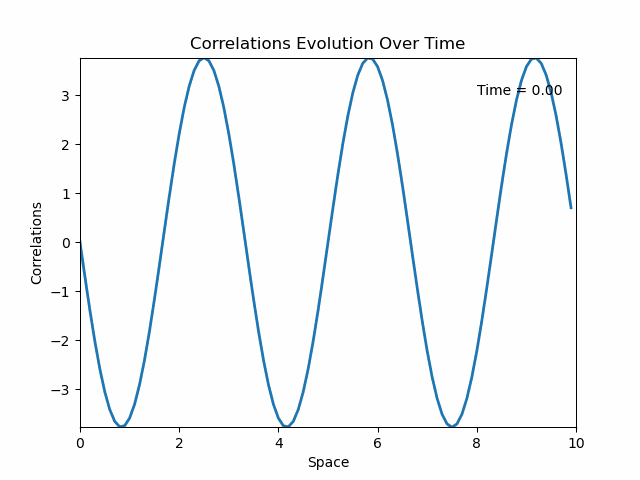 Correlations Evolution Over Time
Time = 0.00
Correlations
3
2
1
0
−1
−2
−3
0 2 4 6 8 10
Space